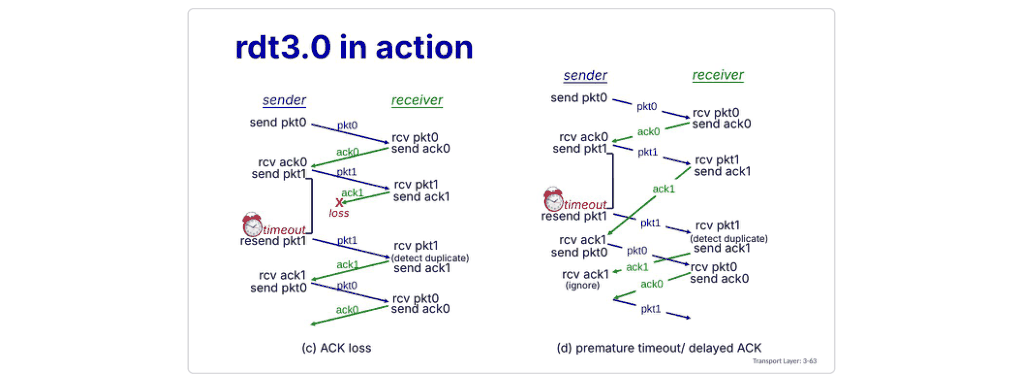 rdt3.0 in action
sender
receiver
send pkt0
pkt0
rcv pkt0
send ack0
ack0
rcv ack0
send pkt1
pkt1
rcv pkt1
send ack1
ack1
X
loss
timeout
resend pkt1
pkt1
rcv pkt1
(detect duplicate)
send ack1
ack1
rcv ack1
send pkt0
pkt0
rcv pkt0
send ack0
ack0
(c) ACK loss
sender
receiver
send pkt0
pkt0
rcv pkt0
send ack0
ack0
rcv ack0
send pkt1
pkt1
rcv pkt1
send ack1
ack1
timeout
resend pkt1
pkt1
rcv pkt1
(detect duplicate)
send ack1
rcv ack1
send pkt0
pkt0
ack1
rcv pkt0
send ack0
rcv ack1
(ignore)
ack0
pkt1
(d) premature timeout/ delayed ACK
Transport Layer: 3-63